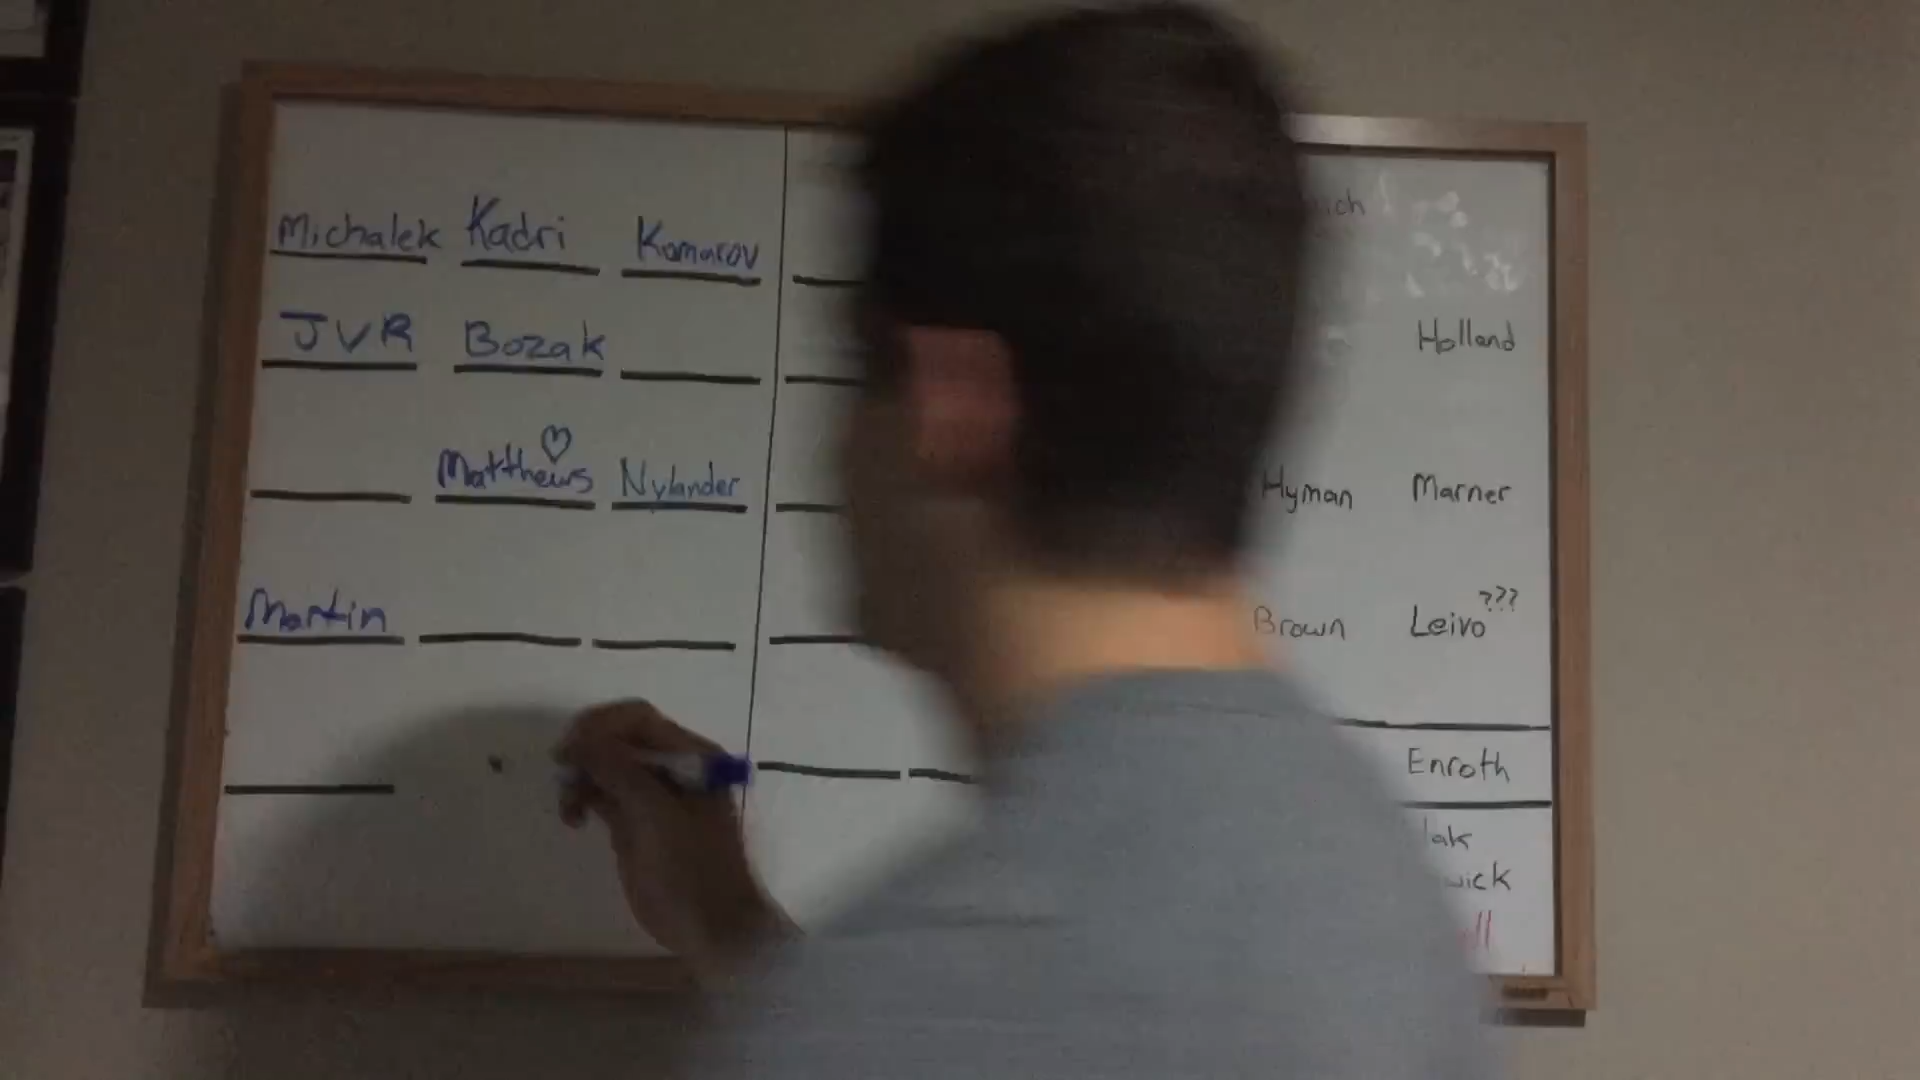 Michalek Kadri Komarov
JVR Bozak
Holland
Matthews Nylander
Hyman Marner
Martin
Brown Leivo ???
Enroth